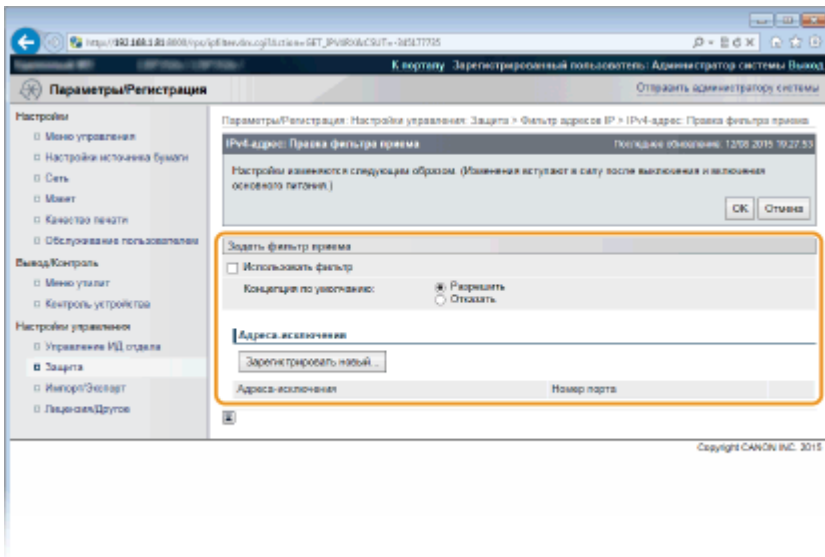 К порталу Зарегистрированный пользователь: Администратор системы Выход
Параметры/Регистрация
Отправить администратору системы
Настройки
Меню управления
Настройки источника бумаги
Сеть
Макет
Качество печати
Обслуживание пользователем
Вывод/Контроль
Меню утилит
Контроль устройства
Настройки управления
Управление ИД отдела
Защита
Импорт/Экспорт
Лицензия/Другое
Параметры/Регистрация: Настройки управления: Защита > Фильтр адресов IP > IPv4-адрес: Правка фильтра приема
IPv4-адрес: Правка фильтра приема
Последнее обновление: 12/08 2015 19:27:53
Настройки изменяются следующим образом. (Изменения вступают в силу после выключения и включения
основного питания.)
OK Отмена
Задать фильтр приема
Использовать фильтр
Концепция по умолчанию:
Разрешить
Отказать
Адреса-исключения
Зарегистрировать новый...
Адреса-исключения Номер порта
Copyright CANON INC. 2015